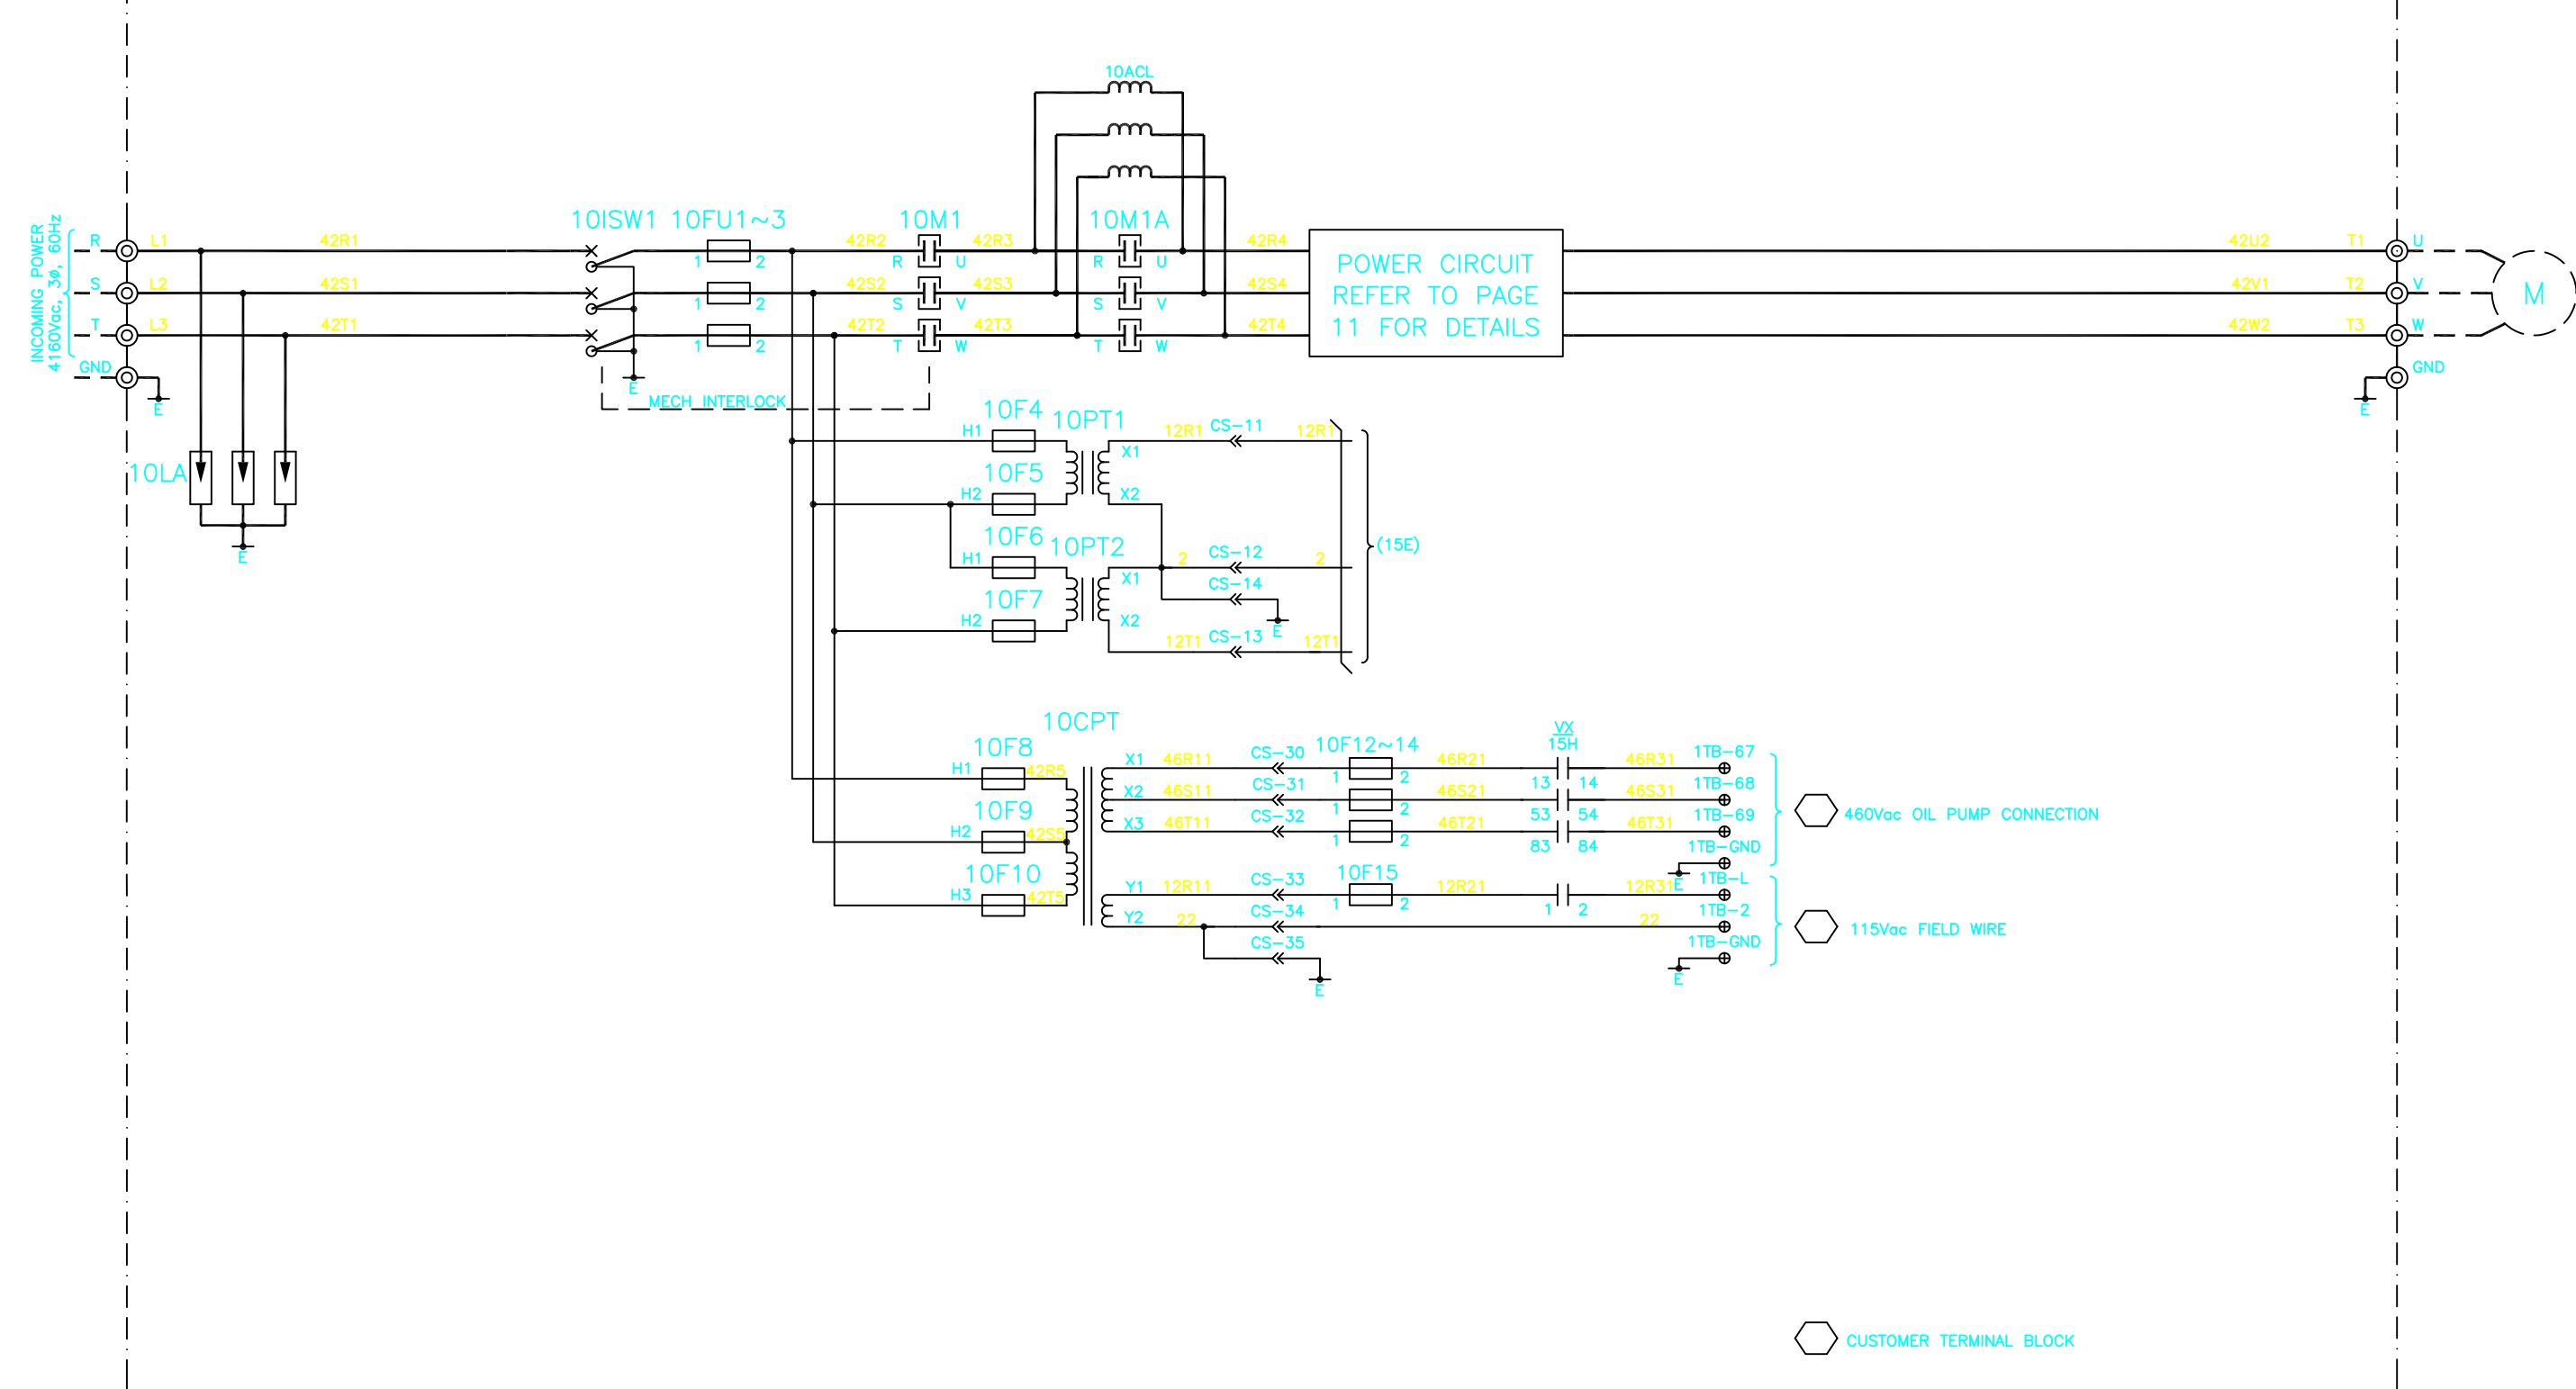 10ACL
10ISW1 10FU1~3 10M1 10M1A
INCOMING POWER
4160Vac, 3ø, 60Hz
R L1 42R1 1 2 42R2 R U 42R3 R U 42R4
S L2 42S1 1 2 42S2 S V 42S3 S V 42S4
T L3 42T1 1 2 42T2 T W 42T3 T W 42T4
GND E
E
MECH INTERLOCK
POWER CIRCUIT
REFER TO PAGE
11 FOR DETAILS
42U2 T1 U
42V1 T2 V
42W2 T3 W
M
GND
E
10LA
E
10F4 10PT1
H1 X1 12R1 CS-11 12R1
10F5
H2 X2
10F6 10PT2
H1 X1 2 CS-12 2
CS-14
E
10F7
H2 X2 12T1 CS-13 12T1
(15E)
10CPT
10F8
H1 42R5
10F9
H2 42S5
10F10
H3 42T5
VX
15H
10F12~14
X1 46R11 CS-30 1 2 46R21 13 14 46R31 1TB-67
X2 46S11 CS-31 1 2 46S21 53 54 46S31 1TB-68
X3 46T11 CS-32 1 2 46T21 83 84 46T31 1TB-69
1TB-GND
E
460Vac OIL PUMP CONNECTION
10F15
Y1 12R11 CS-33 1 2 12R21 1 2 12R31 1TB-L
Y2 22 CS-34 22 1TB-2
CS-35 1TB-GND
E
E
115Vac FIELD WIRE
CUSTOMER TERMINAL BLOCK